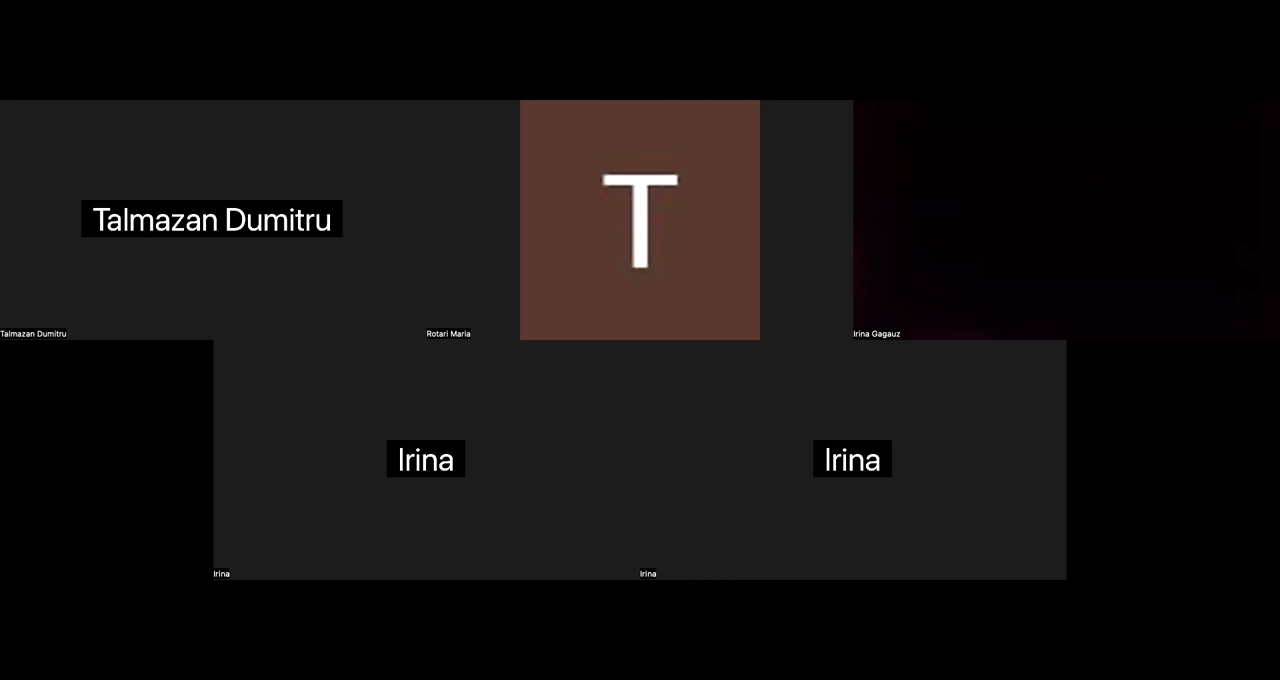 Talmazan Dumitru
T
Talmazan Dumitru
Rotari Maria
Irina Gagauz
Irina
Irina
Irina
Irina